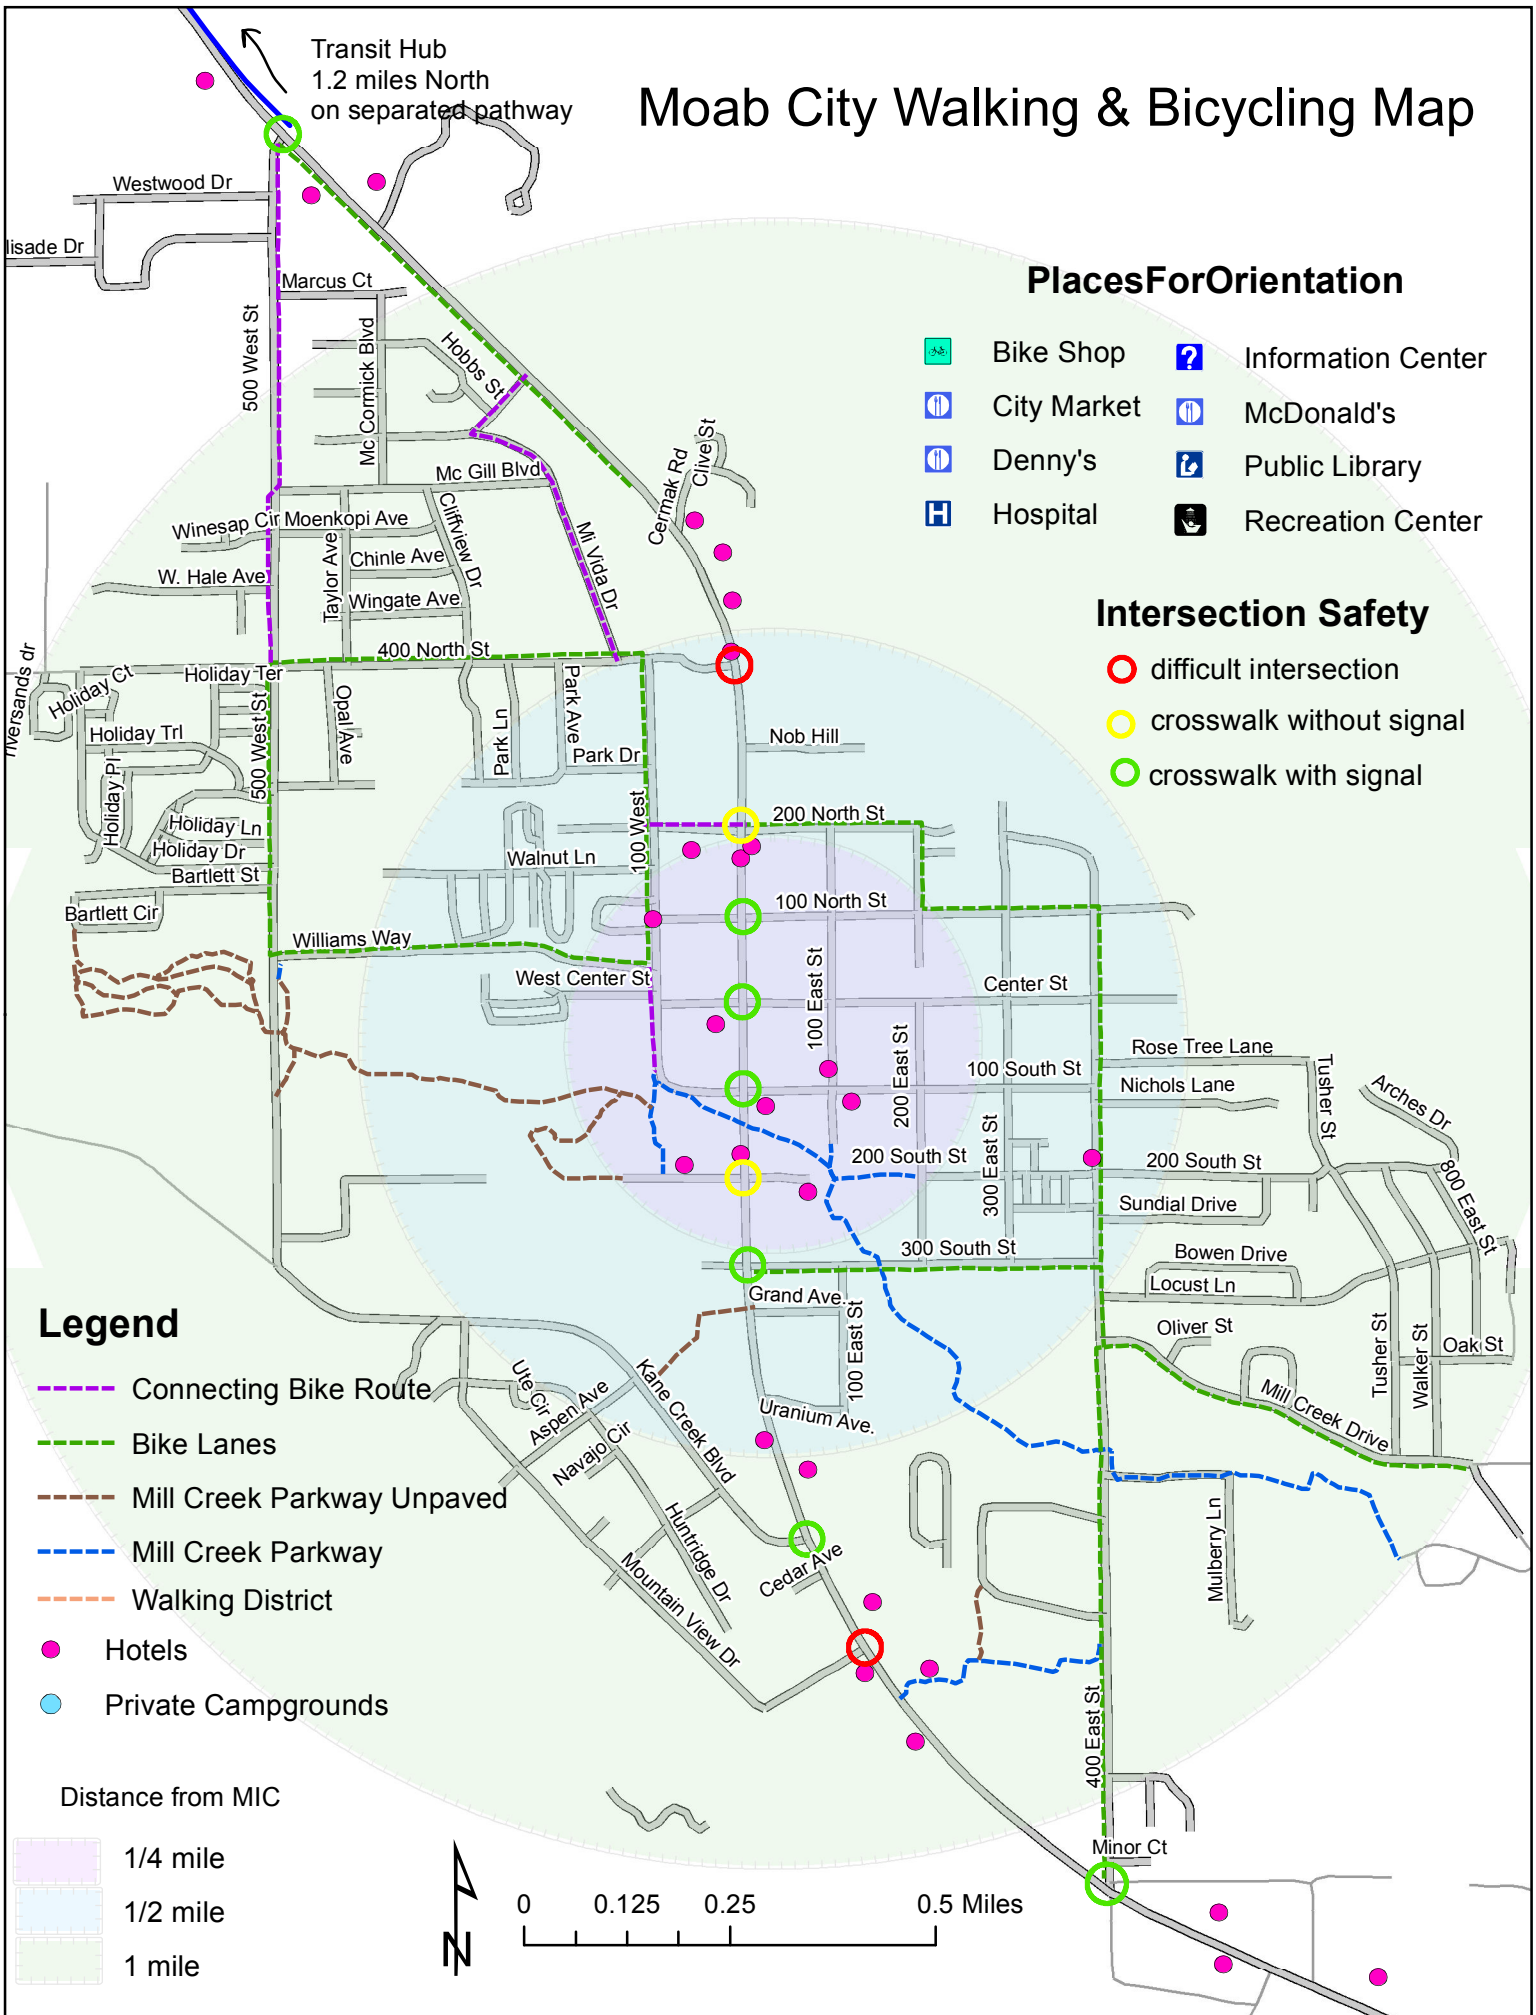 Transit Hub
1.2 miles North
on separated pathway
Moab City Walking & Bicycling Map
Westwood Dr
lisade Dr
Marcus Ct
500 West St
Mc Cormick Blvd
Hobbs St
Mc Gill Blvd
Cermak Rd
Clive St
Winesap Cir
Moenkopi Ave
Cliffview Dr
Chinle Ave
Taylor Ave
W. Hale Ave
Wingate Ave
Mi Vida Dr
400 North St
PlacesForOrientation
Bike Shop
Information Center
City Market
McDonald's
Denny's
Public Library
Hospital
Recreation Center
Intersection Safety
difficult intersection
crosswalk without signal
crosswalk with signal
riversands dr
Holiday Ct
Holiday Ter
Holiday Trl
Holiday Pl
500 West St
Opal Ave
Park Ln
Park Ave
Park Dr
Nob Hill
Holiday Ln
Holiday Dr
Bartlett St
Bartlett Cir
100 West
200 North St
Walnut Ln
100 North St
Williams Way
West Center St
Center St
100 East St
200 East St
100 South St
Rose Tree Lane
Nichols Lane
Tusher St
Arches Dr
200 South St
300 East St
200 South St
800 East St
Sundial Drive
300 South St
Bowen Drive
Locust Ln
Grand Ave.
100 East St
Oliver St
Tusher St
Walker St
Oak St
Mill Creek Drive
Uranium Ave.
Kane Creek Blvd
Ute Cir
Aspen Ave
Navajo Cir
Huntridge Dr
Mountain View Dr
Cedar Ave
Mulberry Ln
400 East St
Minor Ct
Legend
Connecting Bike Route
Bike Lanes
Mill Creek Parkway Unpaved
Mill Creek Parkway
Walking District
Hotels
Private Campgrounds
Distance from MIC
1/4 mile
1/2 mile
1 mile
N
0 0.125 0.25 0.5 Miles